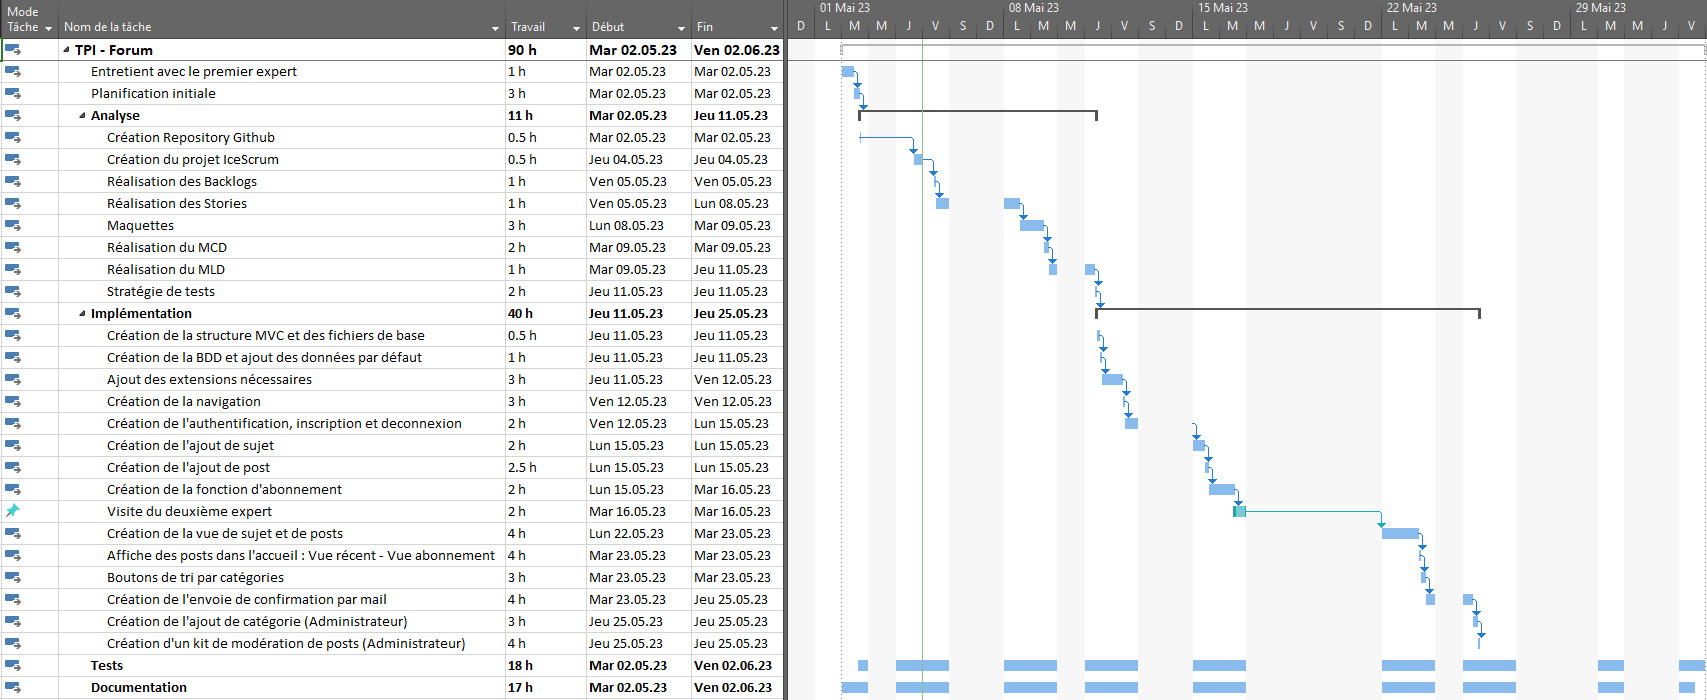 Mode
Tâche Nom de la tâche Travail Début Fin
01 Mai 23 08 Mai 23 15 Mai 23 22 Mai 23 29 Mai 23
D L M M J V S D L M M J V S D L M M J V S D L M M J V S D L M M J V
TPI - Forum 90 h Mar 02.05.23 Ven 02.06.23
Entretient avec le premier expert 1 h Mar 02.05.23 Mar 02.05.23
Planification initiale 3 h Mar 02.05.23 Mar 02.05.23
Analyse 11 h Mar 02.05.23 Jeu 11.05.23
Création Repository Github 0.5 h Mar 02.05.23 Mar 02.05.23
Création du projet IceScrum 0.5 h Jeu 04.05.23 Jeu 04.05.23
Réalisation des Backlogs 1 h Ven 05.05.23 Ven 05.05.23
Réalisation des Stories 1 h Ven 05.05.23 Lun 08.05.23
Maquettes 3 h Lun 08.05.23 Mar 09.05.23
Réalisation du MCD 2 h Mar 09.05.23 Mar 09.05.23
Réalisation du MLD 1 h Mar 09.05.23 Jeu 11.05.23
Stratégie de tests 2 h Jeu 11.05.23 Jeu 11.05.23
Implémentation 40 h Jeu 11.05.23 Jeu 25.05.23
Création de la structure MVC et des fichiers de base 0.5 h Jeu 11.05.23 Jeu 11.05.23
Création de la BDD et ajout des données par défaut 1 h Jeu 11.05.23 Jeu 11.05.23
Ajout des extensions nécessaires 3 h Jeu 11.05.23 Ven 12.05.23
Création de la navigation 3 h Ven 12.05.23 Ven 12.05.23
Création de l'authentification, inscription et deconnexion 2 h Ven 12.05.23 Lun 15.05.23
Création de l'ajout de sujet 2 h Lun 15.05.23 Lun 15.05.23
Création de l'ajout de post 2.5 h Lun 15.05.23 Lun 15.05.23
Création de la fonction d'abonnement 2 h Lun 15.05.23 Mar 16.05.23
Visite du deuxième expert 2 h Mar 16.05.23 Mar 16.05.23
Création de la vue de sujet et de posts 4 h Lun 22.05.23 Mar 23.05.23
Affiche des posts dans l'accueil : Vue récent - Vue abonnement 4 h Mar 23.05.23 Mar 23.05.23
Boutons de tri par catégories 3 h Mar 23.05.23 Mar 23.05.23
Création de l'envoie de confirmation par mail 4 h Mar 23.05.23 Jeu 25.05.23
Création de l'ajout de catégorie (Administrateur) 3 h Jeu 25.05.23 Jeu 25.05.23
Création d'un kit de modération de posts (Administrateur) 4 h Jeu 25.05.23 Jeu 25.05.23
Tests 18 h Mar 02.05.23 Ven 02.06.23
Documentation 17 h Mar 02.05.23 Ven 02.06.23